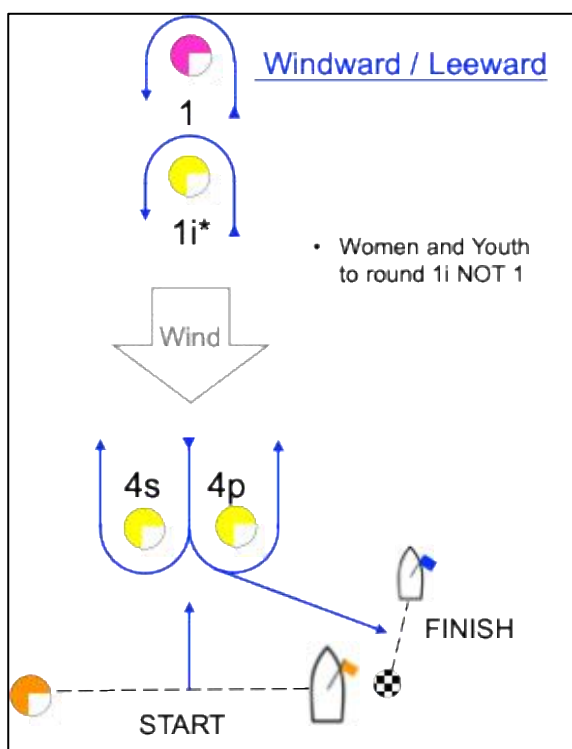 Windward / Leeward
1
1i*
• Women and Youth
to round 1i NOT 1
Wind
4s 4p
FINISH
START